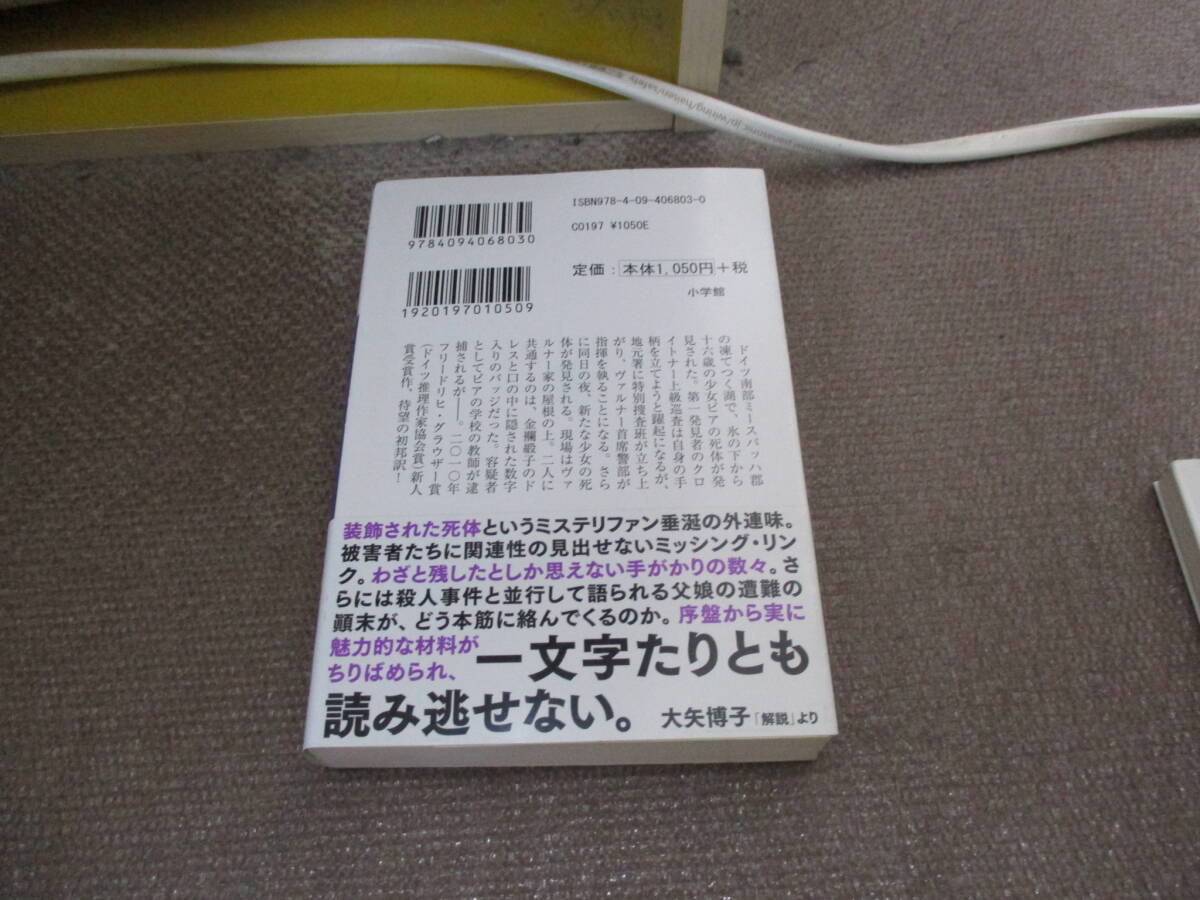 panasonic.jp/wiring/haisen/safety
ISBN978-4-09-406803-0
C0197 ¥1050E
9784094068030
定価：本体1,050円＋税
1920197010509
小学館
ドイツ南部ミースバッハ郡
の凍てつく湖で、氷の下から
十六歳の少女ピアの死体が発
見された。第一発見者のクロ
イトナー上級巡査は自身の手
柄を立てようと躍起になるが、
地元署に特別捜査班が立ち上
がり、ヴァルナー首席警部が
指揮を執ることになる。さら
に同日の夜、新たな少女の死
体が発見される。現場はヴァ
ルナー家の屋根の上。二人に
共通するのは、金襴緞子のド
レスと口の中に隠された数字
入りのバッジだった。容疑者
としてピアの学校の教師が逮
捕されるが――。二〇一〇年
フリードリヒ・グラウザー賞
(ドイツ推理作家協会賞)新人
賞受賞作、待望の初邦訳！
装飾された死体というミステリファン垂涎の外連味。
被害者たちに関連性の見出せないミッシング・リン
ク。わざと残したとしか思えない手がかりの数々。さ
らには殺人事件と並行して語られる父娘の遭難の
顚末が、どう本筋に絡んでくるのか。序盤から実に
魅力的な材料が
ちりばめられ、一文字たりとも
読み逃せない。 大矢博子「解説」より